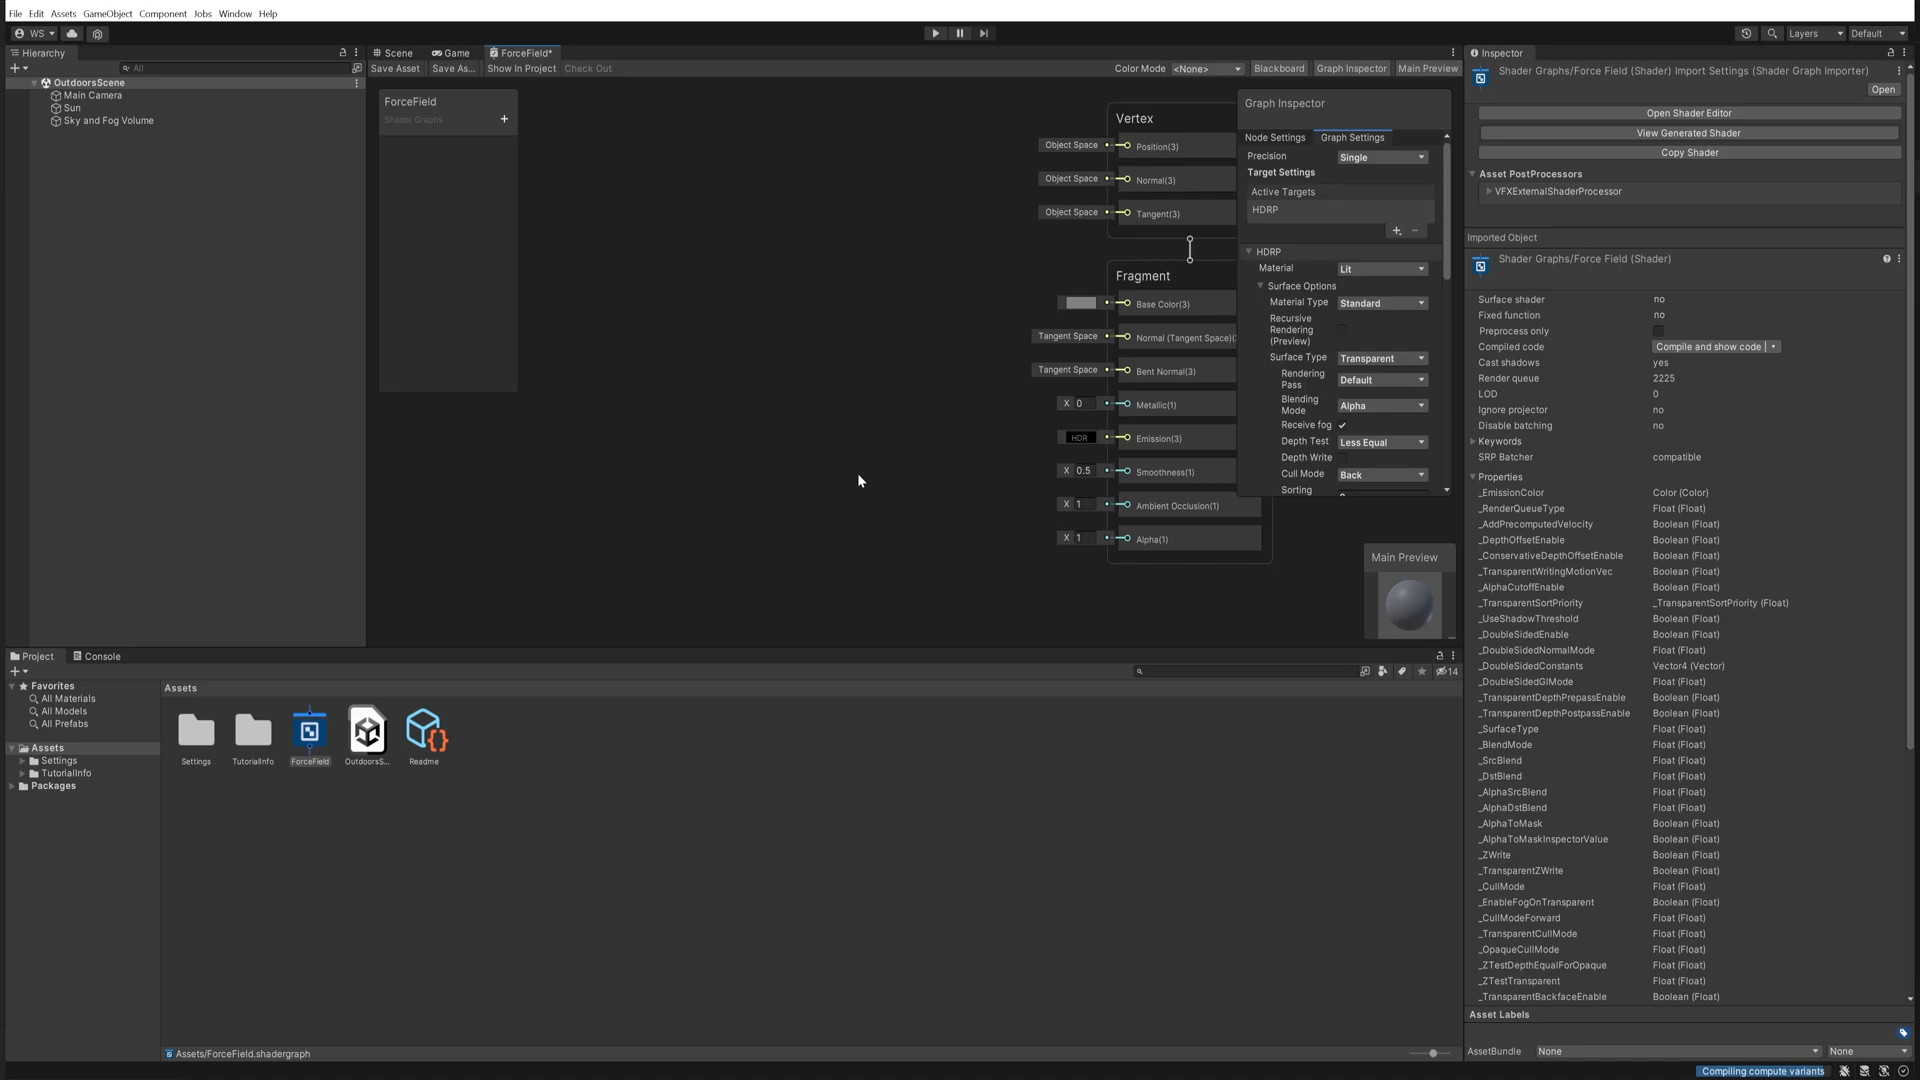 File Edit Assets GameObject Component Jobs Window Help
WS
Layers Default
Hierarchy
All
OutdoorsScene
Main Camera
Sun
Sky and Fog Volume
Scene Game ForceField*
Save Asset Save As... Show In Project Check Out
Color Mode <None> Blackboard Graph Inspector Main Preview
ForceField
Shader Graphs
Vertex
Object Space Position(3)
Object Space Normal(3)
Object Space Tangent(3)
Fragment
Base Color(3)
Tangent Space Normal (Tangent Space)(
Tangent Space Bent Normal(3)
X 0 Metallic(1)
HDR Emission(3)
X 0.5 Smoothness(1)
X 1 Ambient Occlusion(1)
X 1 Alpha(1)
Graph Inspector
Node Settings Graph Settings
Precision Single
Target Settings
Active Targets
HDRP
HDRP
Material Lit
Surface Options
Material Type Standard
Recursive
Rendering
(Preview)
Surface Type Transparent
Rendering
Pass Default
Blending
Mode Alpha
Receive fog
Depth Test Less Equal
Depth Write
Cull Mode Back
Sorting
Main Preview
Inspector
Shader Graphs/Force Field (Shader) Import Settings (Shader Graph Importer)
Open
Open Shader Editor
View Generated Shader
Copy Shader
Asset PostProcessors
VFXExternalShaderProcessor
Imported Object
Shader Graphs/Force Field (Shader)
Surface shader no
Fixed function no
Preprocess only
Compiled code Compile and show code
Cast shadows yes
Render queue 2225
LOD 0
Ignore projector no
Disable batching no
Keywords
SRP Batcher compatible
Properties
_EmissionColor Color (Color)
_RenderQueueType Float (Float)
_AddPrecomputedVelocity Boolean (Float)
_DepthOffsetEnable Boolean (Float)
_ConservativeDepthOffsetEnable Boolean (Float)
_TransparentWritingMotionVec Boolean (Float)
_AlphaCutoffEnable Boolean (Float)
_TransparentSortPriority _TransparentSortPriority (Float)
_UseShadowThreshold Boolean (Float)
_DoubleSidedEnable Boolean (Float)
_DoubleSidedNormalMode Float (Float)
_DoubleSidedConstants Vector4 (Vector)
_DoubleSidedGIMode Float (Float)
_TransparentDepthPrepassEnable Boolean (Float)
_TransparentDepthPostpassEnable Boolean (Float)
_SurfaceType Float (Float)
_BlendMode Float (Float)
_SrcBlend Float (Float)
_DstBlend Float (Float)
_AlphaSrcBlend Float (Float)
_AlphaDstBlend Float (Float)
_AlphaToMask Boolean (Float)
_AlphaToMaskInspectorValue Boolean (Float)
_ZWrite Boolean (Float)
_TransparentZWrite Boolean (Float)
_CullMode Float (Float)
_EnableFogOnTransparent Boolean (Float)
_CullModeForward Float (Float)
_TransparentCullMode Float (Float)
_OpaqueCullMode Float (Float)
_ZTestDepthEqualForOpaque Float (Float)
_ZTestTransparent Float (Float)
_TransparentBackfaceEnable Boolean (Float)
Asset Labels
AssetBundle None None
Compiling compute variants
Project Console
14
Favorites
All Materials
All Models
All Prefabs
Assets
Settings
TutorialInfo
Packages
Assets
Settings TutorialInfo ForceField OutdoorsS... Readme
Assets/ForceField.shadergraph